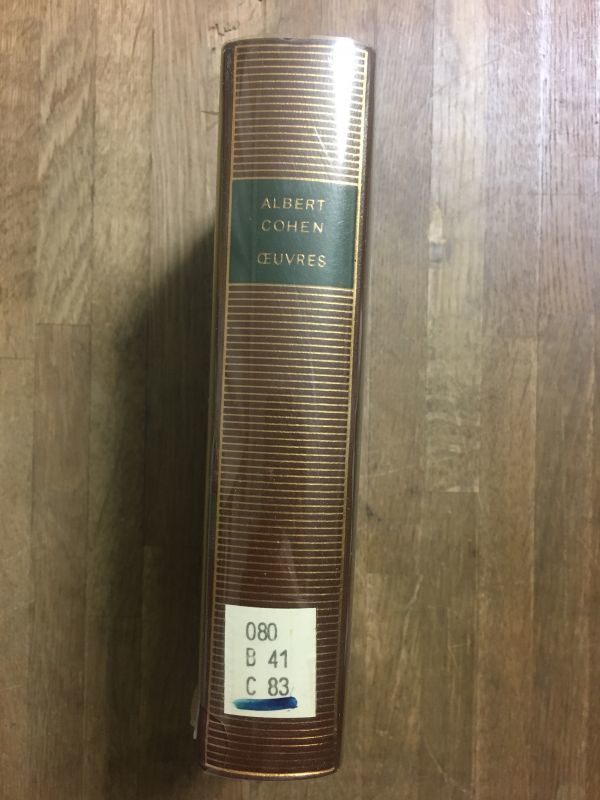 ALBERT
COHEN
ŒUVRES
080
B 41
C 83